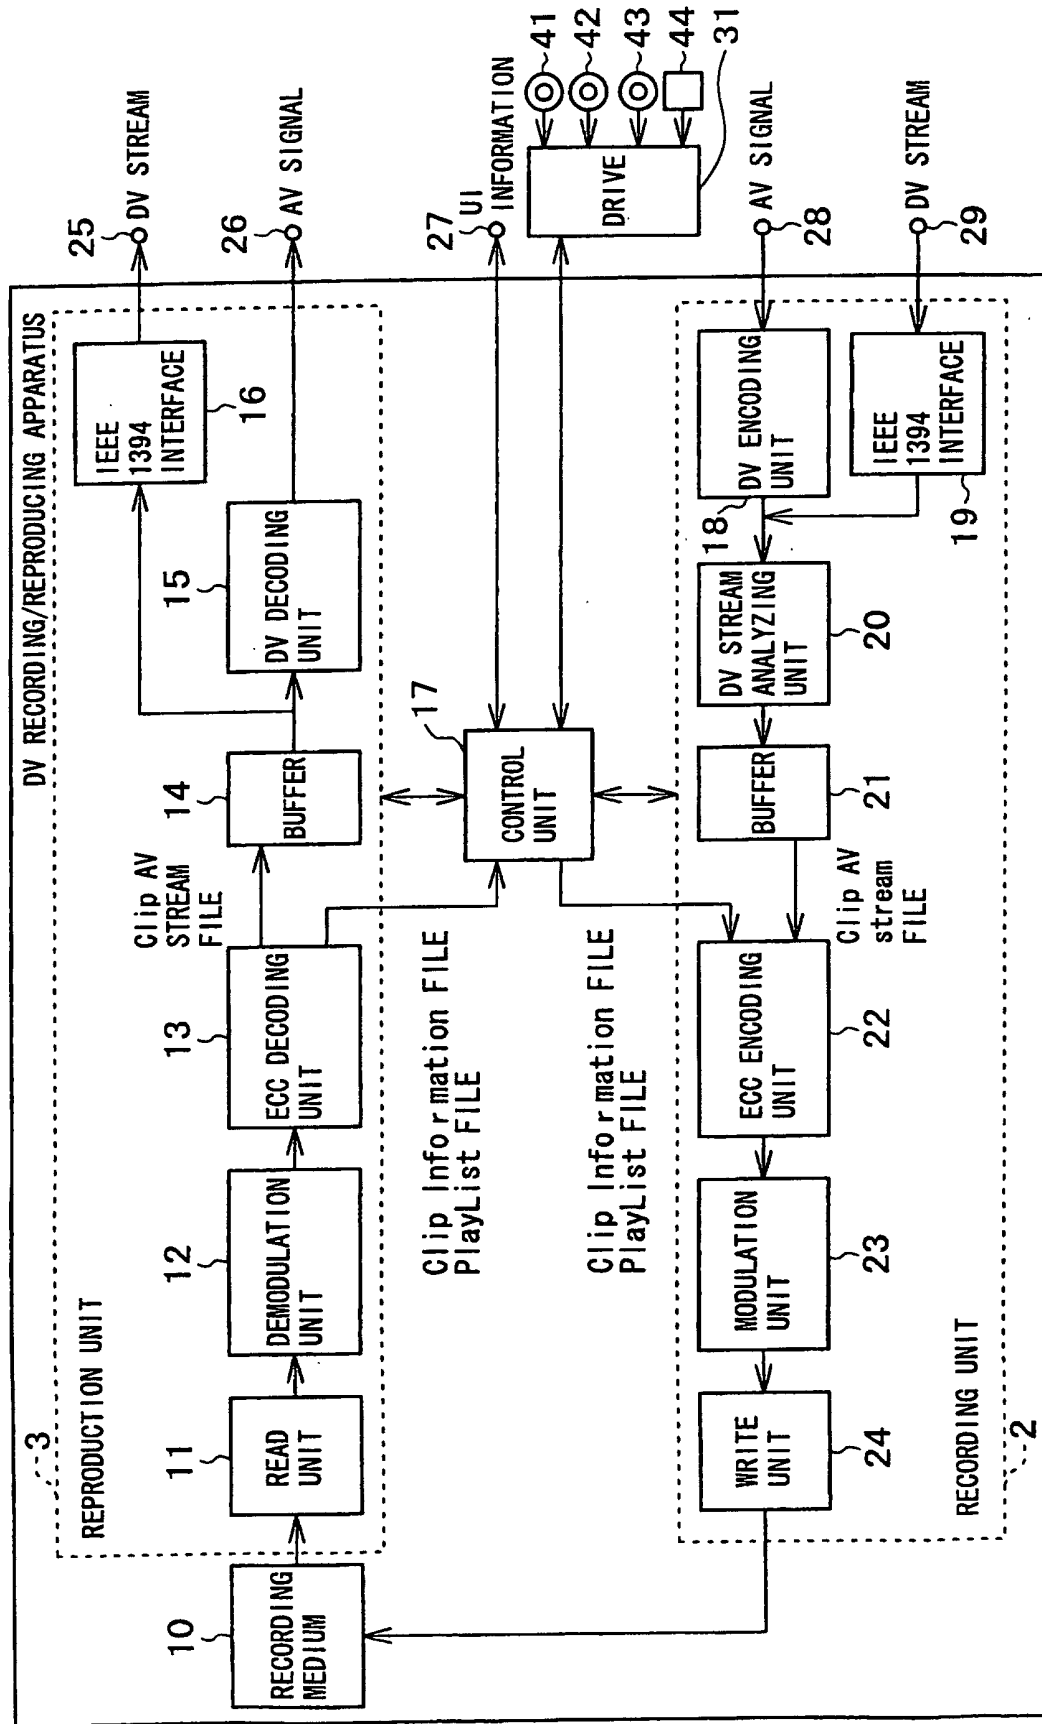 DV RECORDING/REPRODUCING APPARATUS
3
REPRODUCTION UNIT
10
RECORDING
MEDIUM
11
READ
UNIT
12
DEMODULATION
UNIT
13
ECC DECODING
UNIT
Clip AV
STREAM
FILE
14
BUFFER
15
DV DECODING
UNIT
IEEE
1394
INTERFACE
16
25
DV STREAM
26
AV SIGNAL
Clip Information FILE
PlayList FILE
17
CONTROL
UNIT
27
UI
INFORMATION
DRIVE
41
42
43
44
31
Clip Information FILE
PlayList FILE
WRITE
UNIT
24
MODULATION
UNIT
23
ECC ENCODING
UNIT
22
Clip AV
stream
FILE
BUFFER
21
DV STREAM
ANALYZING
UNIT
20
18
DV ENCODING
UNIT
IEEE
1394
INTERFACE
19
AV SIGNAL
28
DV STREAM
29
RECORDING UNIT
2